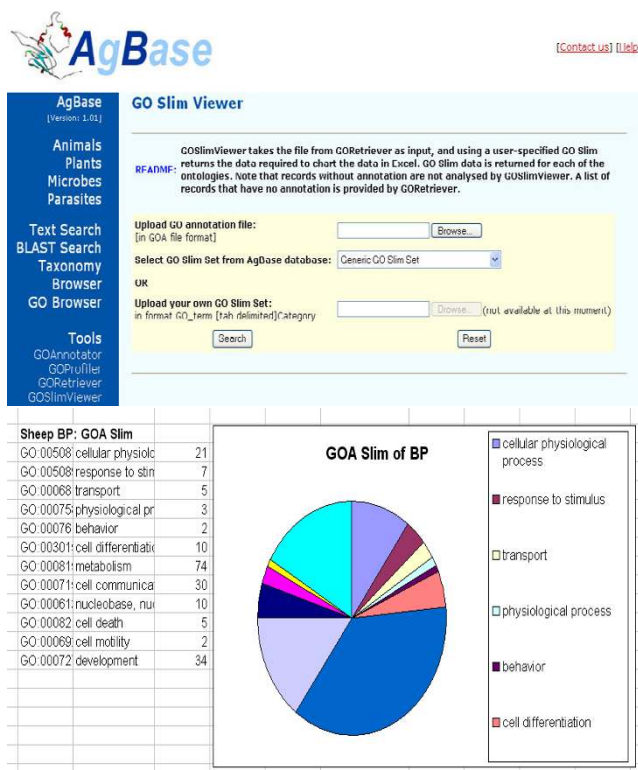 AgBase
[Contact us] [Help
AgBase
[Version: 1.01]
Animals
Plants
Microbes
Parasites
Text Search
BLAST Search
Taxonomy
Browser
GO Browser
Tools
GOAnnotator
GOProfiler
GORetriever
GOSlimViewer
GO Slim Viewer
README:
GOSlimViewer takes the file from GORetriever as input, and using a user-specified GO Slim
returns the data required to chart the data in Excel. GO Slim data is returned for each of the
ontologies. Note that records without annotation are not analysed by GOSlimViewer. A list of
records that have no annotation is provided by GORetriever.
Upload GO annotation file:
[in GOA file format]
Browse...
Select GO Slim Set from AgBase database:
Generic GO Slim Set
OR
Upload your own GO Slim Set:
in format GO_term [tab delimited]Category
Browse...
(not available at this moment)
Search
Reset
Sheep BP: GOA Slim
GO:00508 cellular physiolc 21
GO:00508 response to stim 7
GO:00068 transport 5
GO:00075 physiological pr 3
GO:00076 behavior 2
GO:00301 cell differentiatic 10
GO:00081 metabolism 74
GO:00071 cell communica 30
GO:00061 nucleobase, nuc 10
GO:00082 cell death 5
GO:00069 cell motility 2
GO:00072 development 34
GOA Slim of BP
cellular physiological
process
response to stimulus
transport
physiological process
behavior
cell differentiation